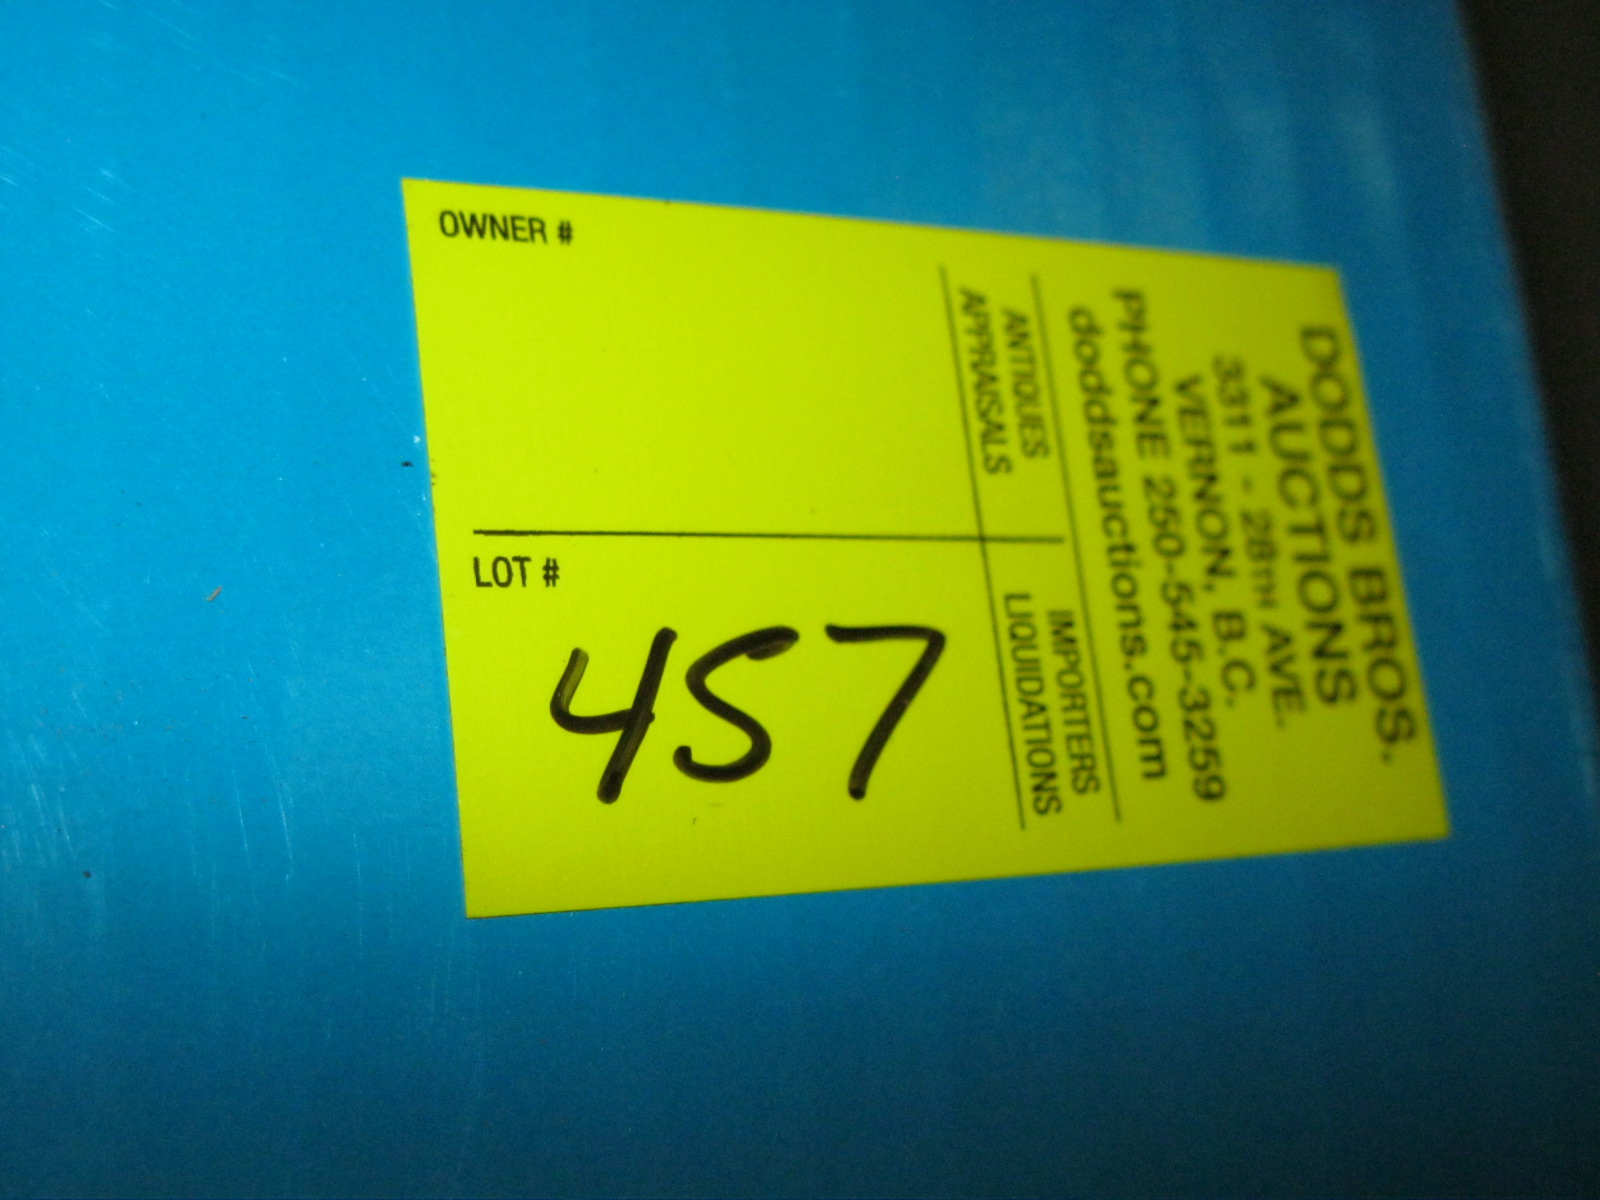 DODDS BROS.
AUCTIONS
3311 - 28TH AVE.
VERNON, B.C.
PHONE 250-545-3259
doddsauctions.com
ANTIQUES
APPRAISALS
IMPORTERS
LIQUIDATIONS
OWNER #
LOT #
457